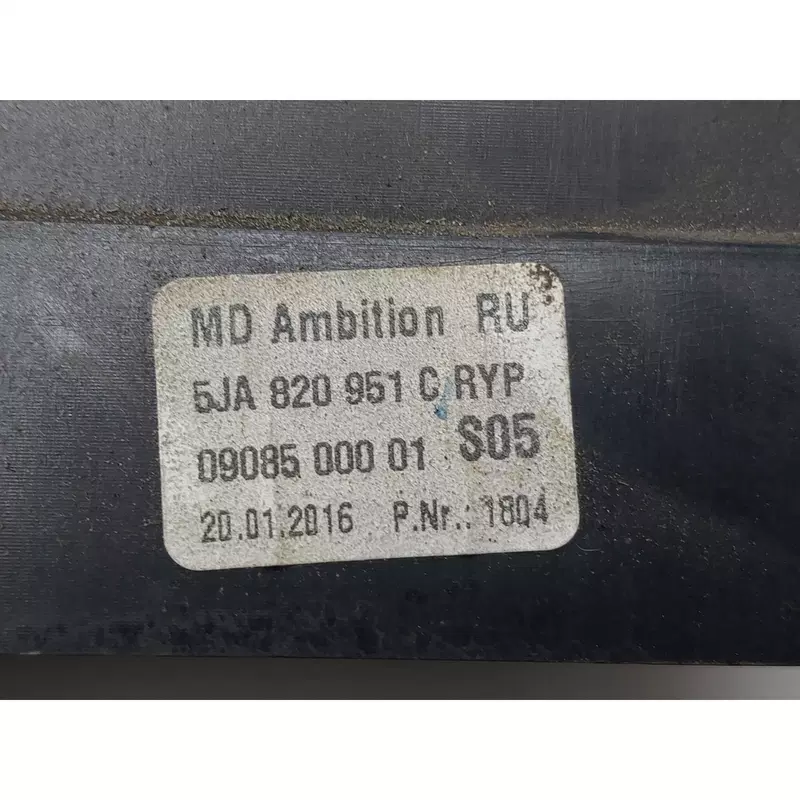 MD Ambition RU
5JA 820 951 C RYP
09085 000 01 S05
20.01.2016 P.Nr.: 1804